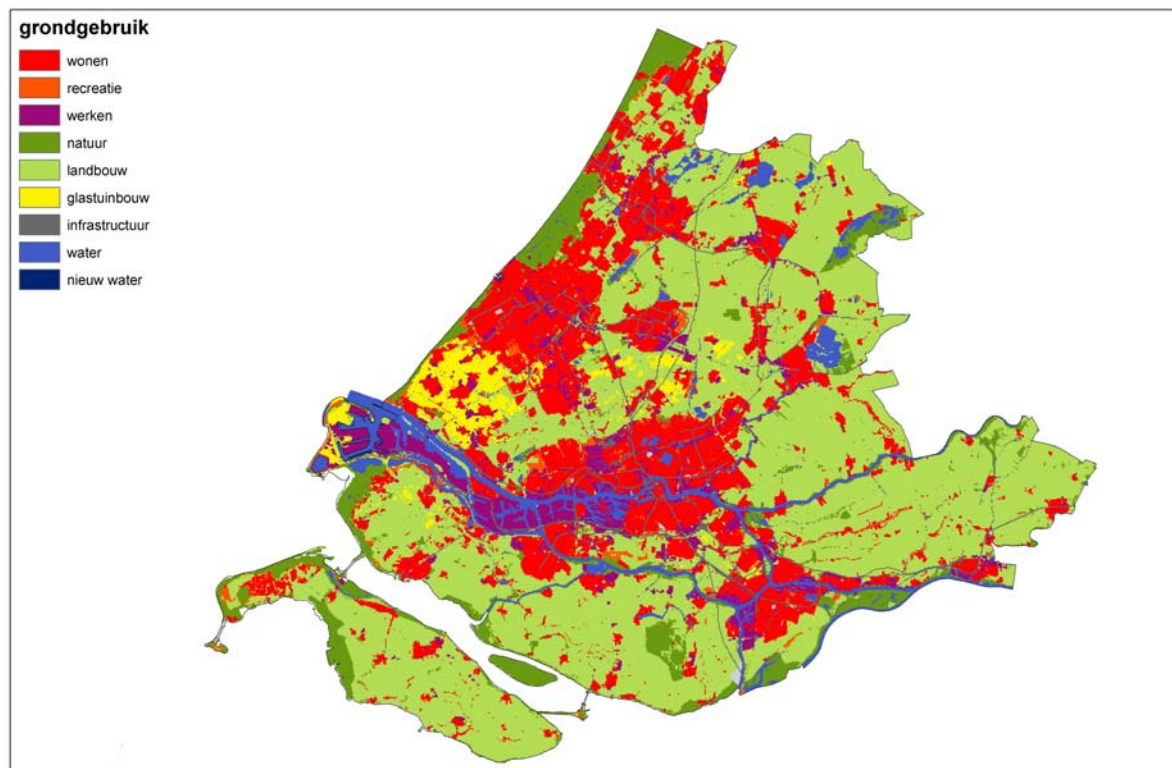 grondgebruik
wonen
recreatie
werken
natuur
landbouw
glastuinbouw
infrastructuur
water
nieuw water